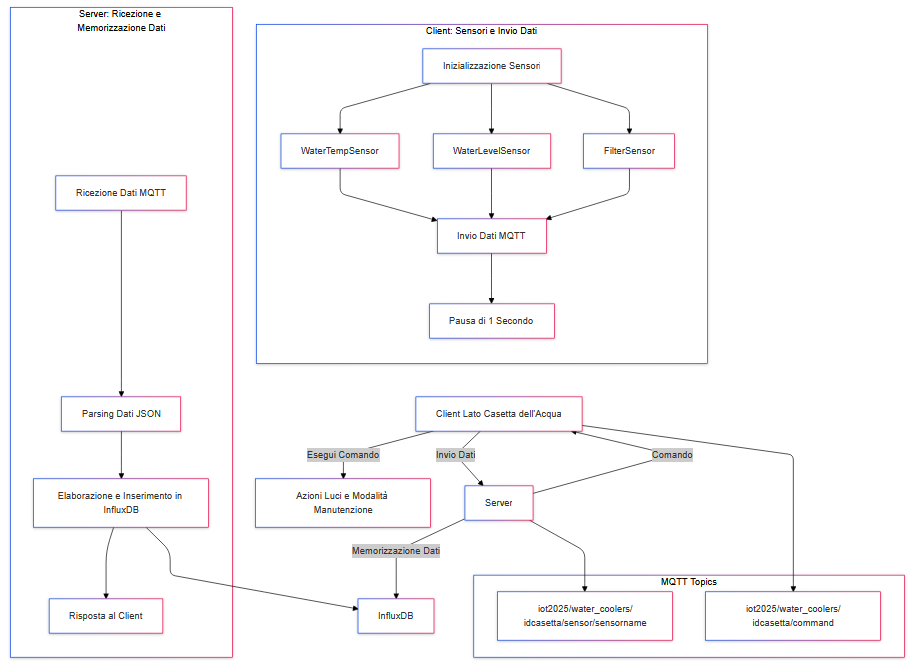 Server: Ricezione e
Memorizzazione Dati
Ricezione Dati MQTT
Parsing Dati JSON
Elaborazione e Inserimento in
InfluxDB
Risposta al Client
Client: Sensori e Invio Dati
Inizializzazione Sensori
WaterTempSensor
WaterLevelSensor
FilterSensor
Invio Dati MQTT
Pausa di 1 Secondo
Client Lato Casetta dell'Acqua
Esegui Comando
Invio Dati
Comando
Azioni Luci e Modalità
Manutenzione
Server
Memorizzazione Dati
InfluxDB
MQTT Topics
iot2025/water_coolers/
idcasetta/sensor/sensorname
iot2025/water_coolers/
idcasetta/command